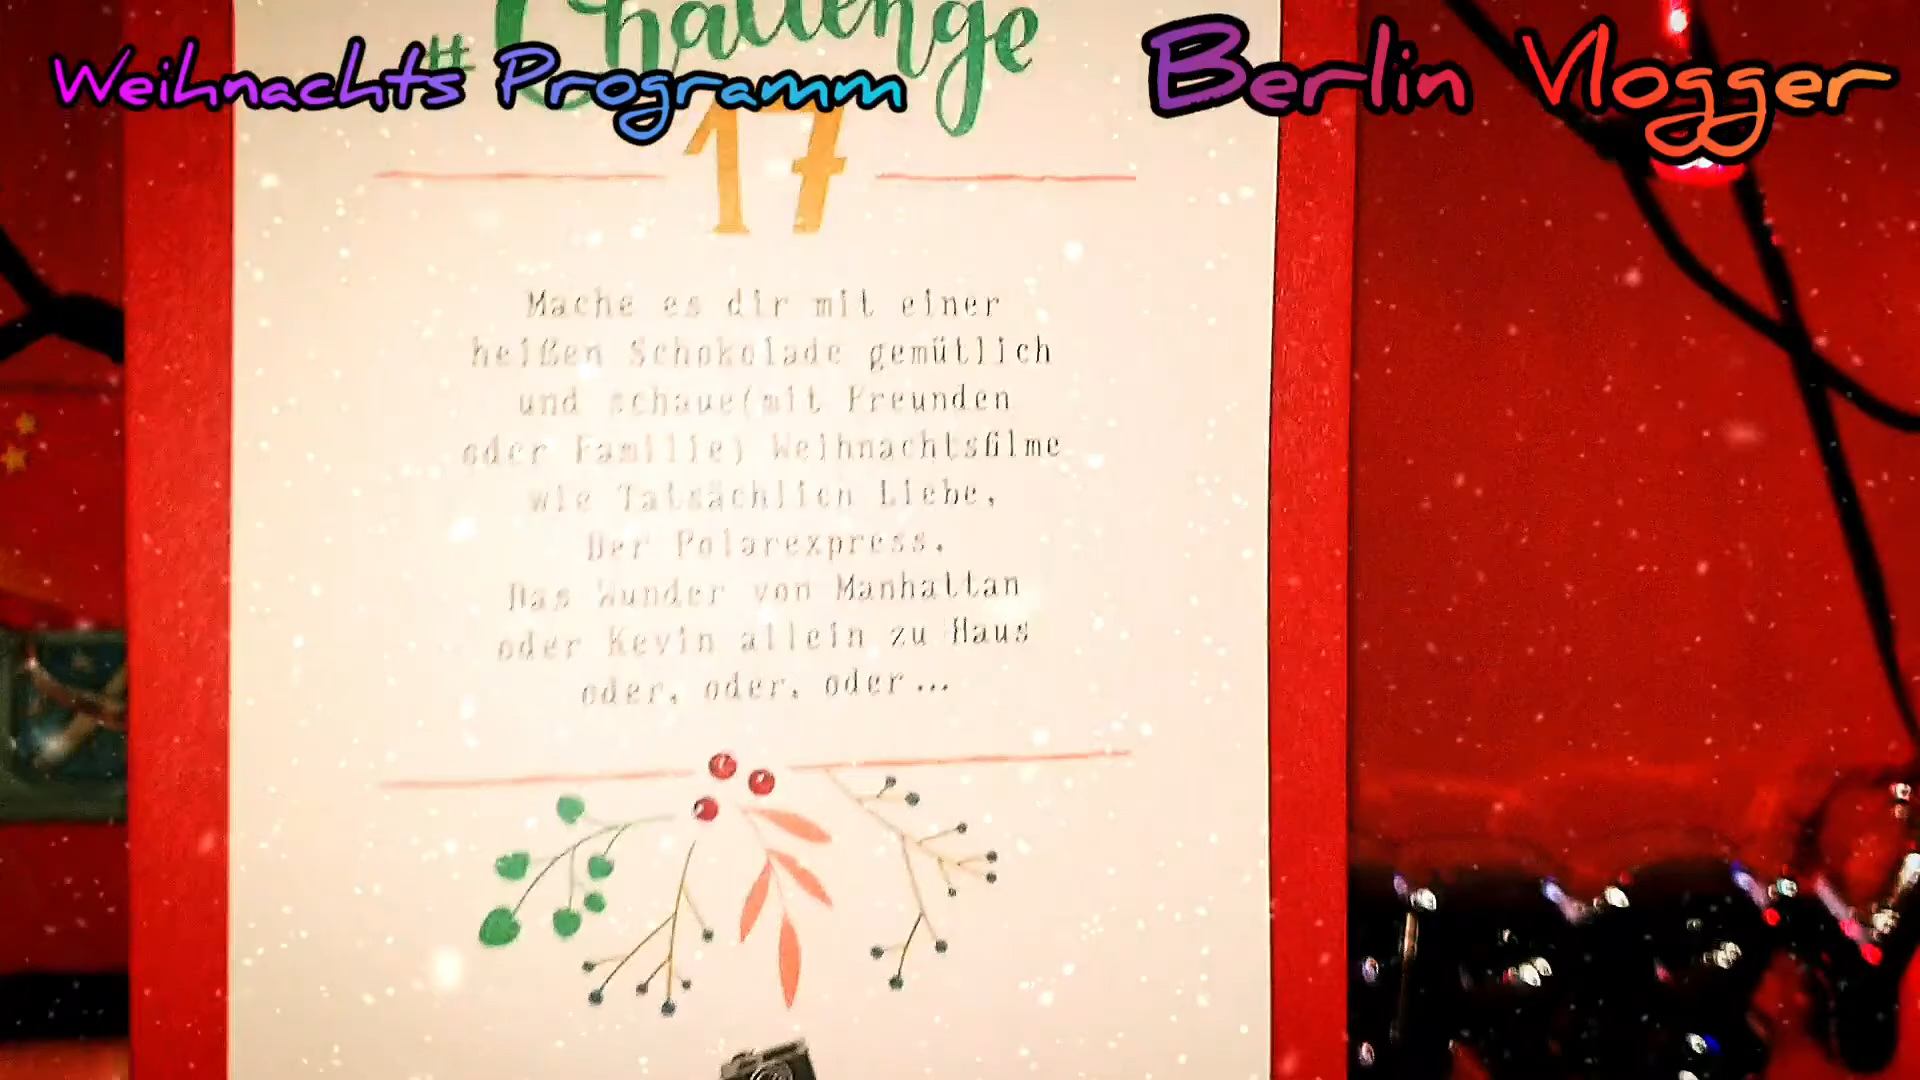 #Challenge
Weihnachts Programm
Berlin Vlogger
17
Mache es dir mit einer
heißen Schokolade gemütlich
und schaue(mit Freunden
oder Familie) Weihnachtsfilme
wie Tatsächlich Liebe,
Der Polarexpress,
Das Wunder von Manhattan
oder Kevin allein zu Haus
oder, oder, oder...